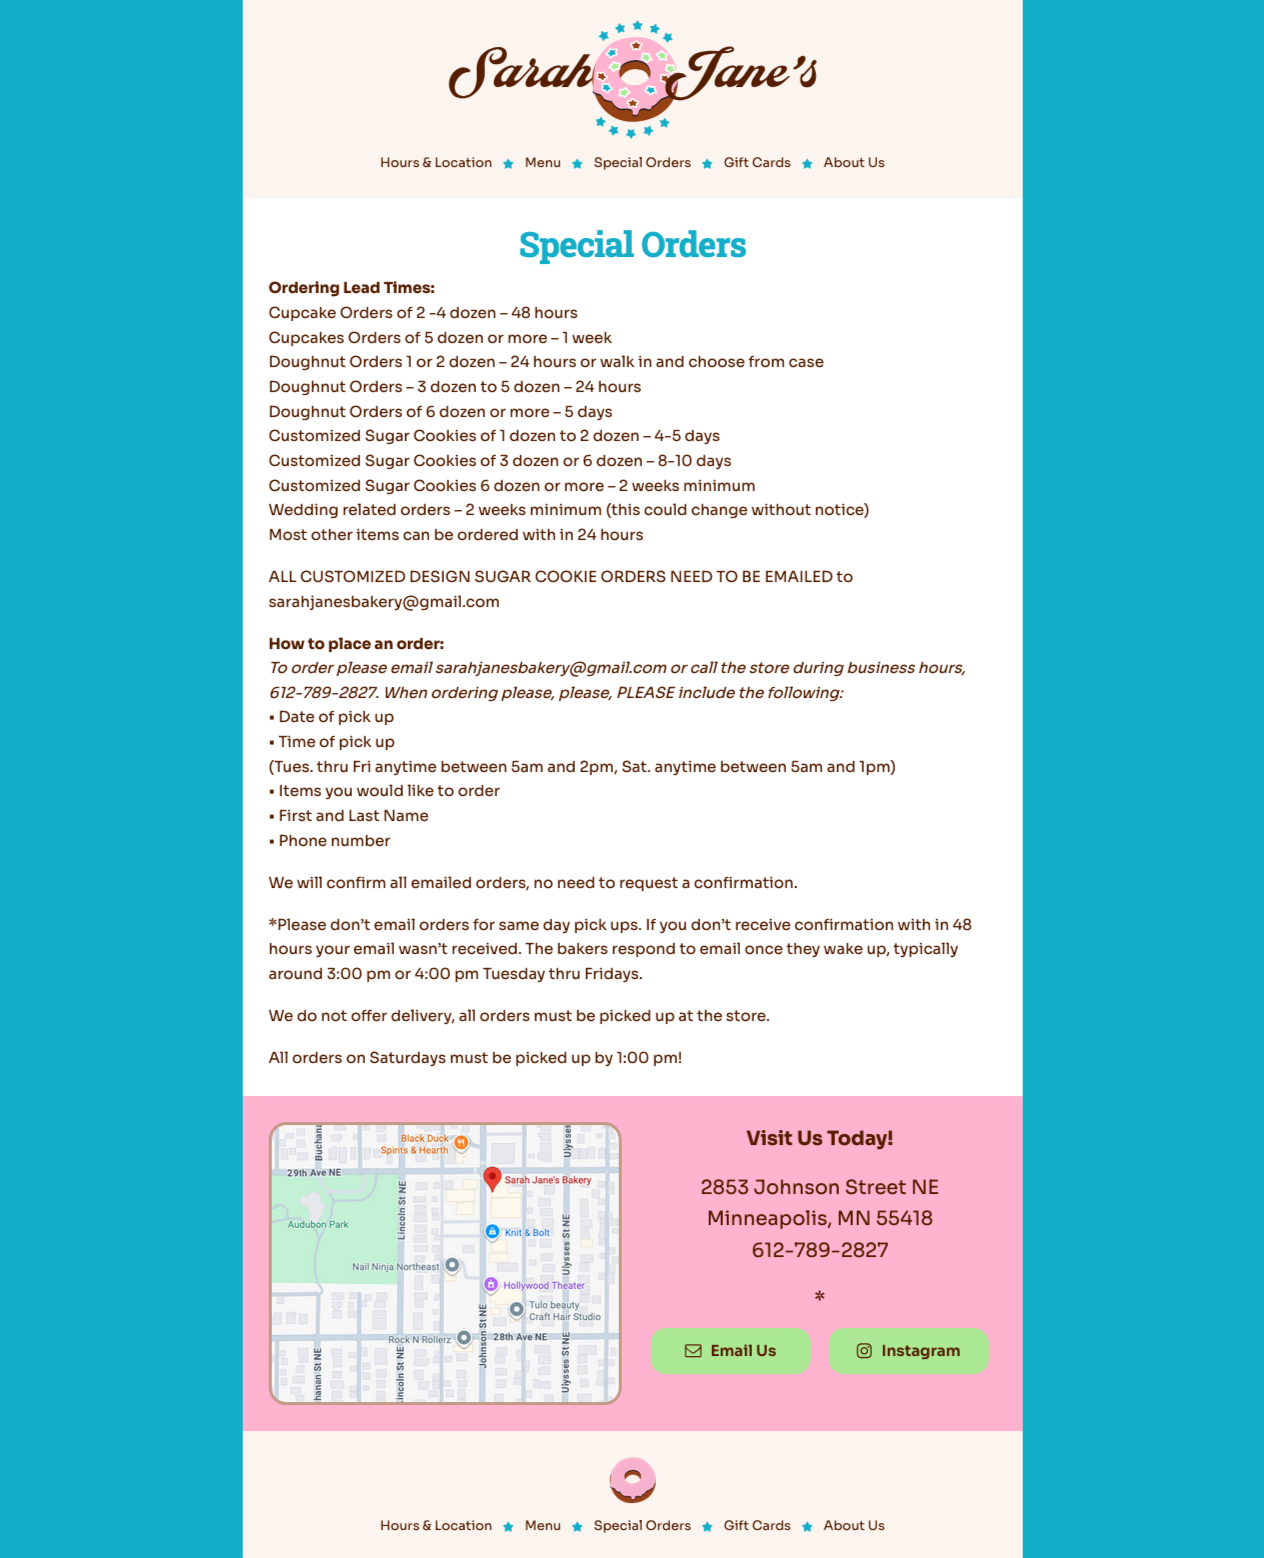 Sarah Jane's
Hours & Location Menu Special Orders Gift Cards About Us
Special Orders
Ordering Lead Times:
Cupcake Orders of 2 -4 dozen – 48 hours
Cupcakes Orders of 5 dozen or more – 1 week
Doughnut Orders 1 or 2 dozen – 24 hours or walk in and choose from case
Doughnut Orders – 3 dozen to 5 dozen – 24 hours
Doughnut Orders of 6 dozen or more – 5 days
Customized Sugar Cookies of 1 dozen to 2 dozen – 4-5 days
Customized Sugar Cookies of 3 dozen or 6 dozen – 8-10 days
Customized Sugar Cookies 6 dozen or more – 2 weeks minimum
Wedding related orders – 2 weeks minimum (this could change without notice)
Most other items can be ordered with in 24 hours
ALL CUSTOMIZED DESIGN SUGAR COOKIE ORDERS NEED TO BE EMAILED to
sarahjanesbakery@gmail.com
How to place an order:
To order please email sarahjanesbakery@gmail.com or call the store during business hours,
612-789-2827. When ordering please, please, PLEASE include the following:
▪ Date of pick up
▪ Time of pick up
(Tues. thru Fri anytime between 5am and 2pm, Sat. anytime between 5am and 1pm)
▪ Items you would like to order
▪ First and Last Name
▪ Phone number
We will confirm all emailed orders, no need to request a confirmation.
*Please don’t email orders for same day pick ups. If you don’t receive confirmation with in 48
hours your email wasn’t received. The bakers respond to email once they wake up, typically
around 3:00 pm or 4:00 pm Tuesday thru Fridays.
We do not offer delivery, all orders must be picked up at the store.
All orders on Saturdays must be picked up by 1:00 pm!
Buchana
Black Duck
Spirits & Hearth
Ulysses
29th Ave NE
Sarah Jane's Bakery
Lincoln St NE
Audubon Park
Knit & Bolt
Ulysses St NE
Nail Ninja Northeast
Hollywood Theater
Tulo beauty
Craft Hair Studio
Johnson St NE
28th Ave NE
Rock N Rollerz
hanan St NE
incoln St NE
Ulysses St NE
Visit Us Today!
2853 Johnson Street NE
Minneapolis, MN 55418
612-789-2827
*
Email Us
Instagram
Hours & Location Menu Special Orders Gift Cards About Us